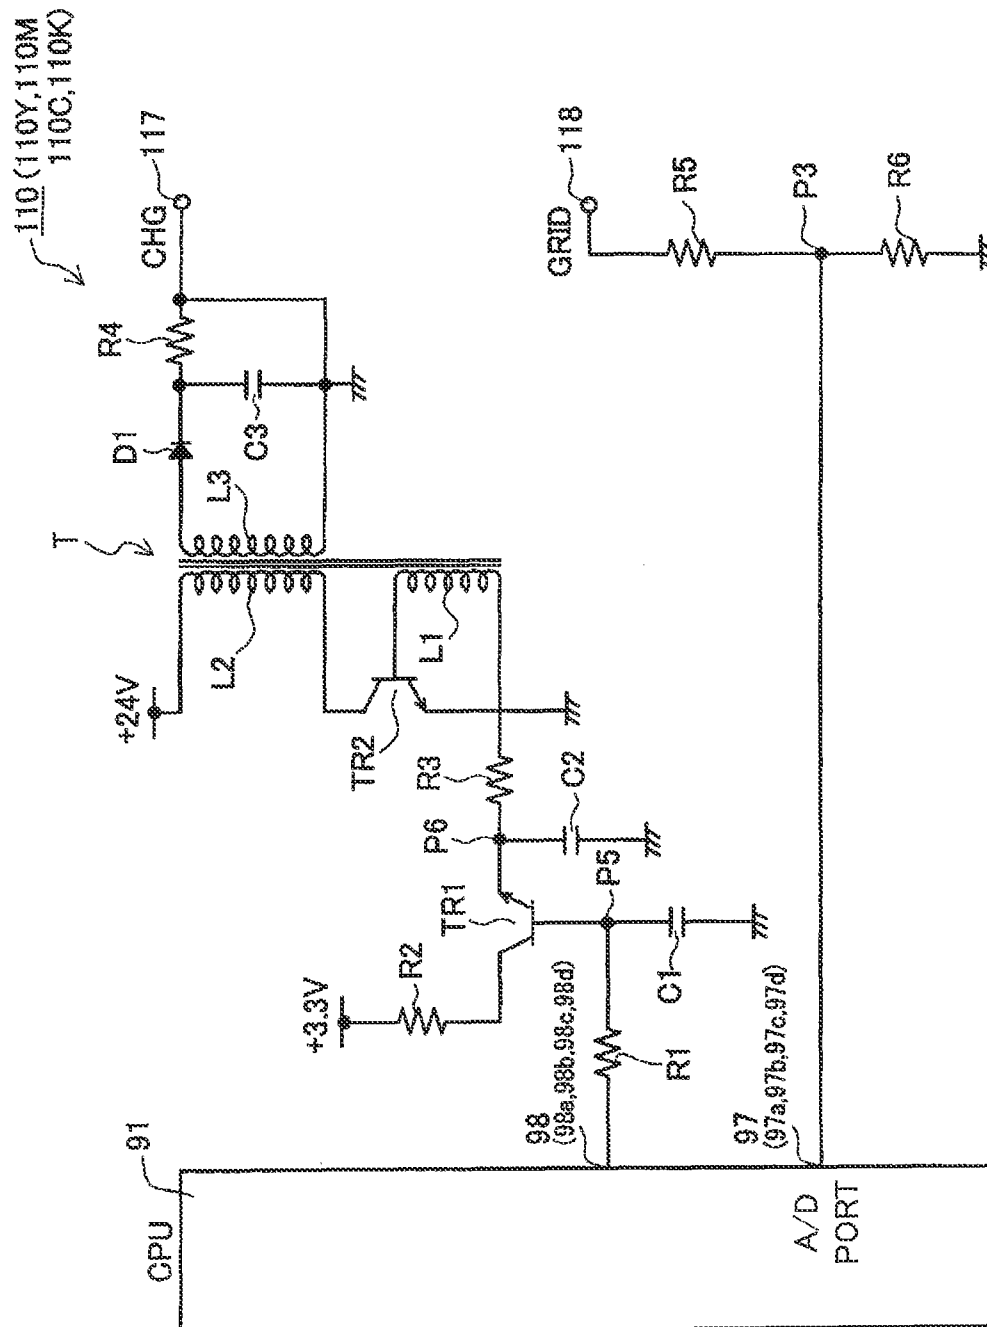 110 (110Y,110M
110C,110K)
T
CHG
117
+24V
L2
L3
D1
R4
C3
TR2
L1
+3.3V
R2
TR1
P6
R3
C2
P5
C1
R1
CPU
91
98
(98a,98b,98c,98d)
97
(97a,97b,97c,97d)
A/D
PORT
GRID
118
R5
P3
R6